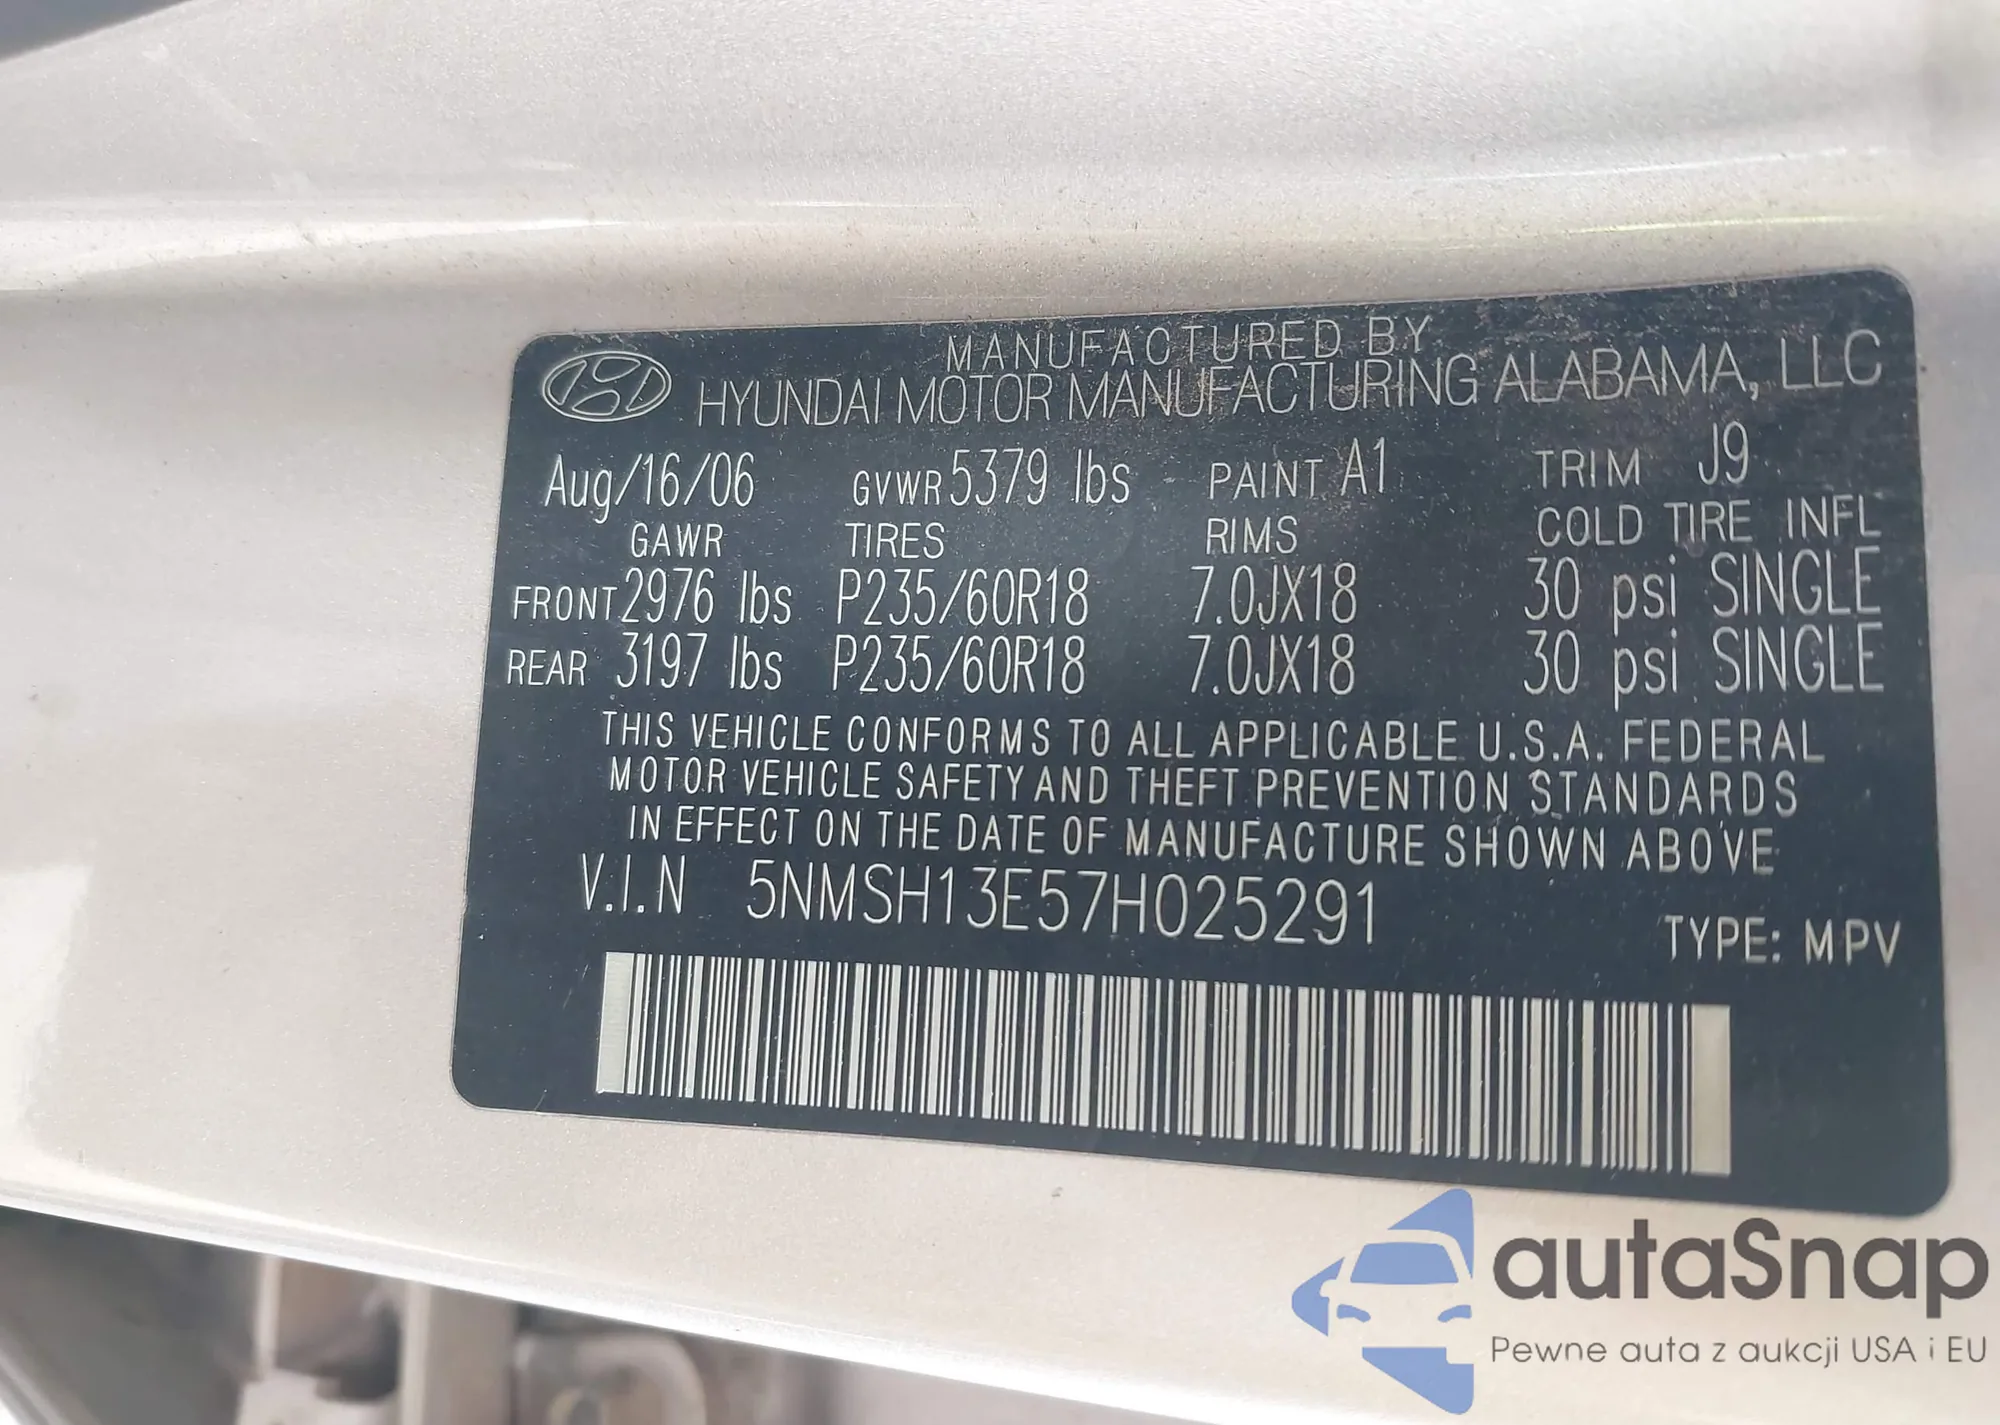 MANUFACTURED BY
HYUNDAI MOTOR MANUFACTURING ALABAMA, LLC
Aug/16/06 GVWR 5379 lbs PAINT A1 TRIM J9
GAWR TIRES RIMS COLD TIRE INFL
FRONT 2976 lbs P235/60R18 7.0JX18 30 psi SINGLE
REAR 3197 lbs P235/60R18 7.0JX18 30 psi SINGLE
THIS VEHICLE CONFORMS TO ALL APPLICABLE U.S.A. FEDERAL
MOTOR VEHICLE SAFETY AND THEFT PREVENTION STANDARDS
IN EFFECT ON THE DATE OF MANUFACTURE SHOWN ABOVE
V.I.N 5NMSH13E57H025291
TYPE: MPV
autaSnap
Pewne auta z aukcji USA i EU